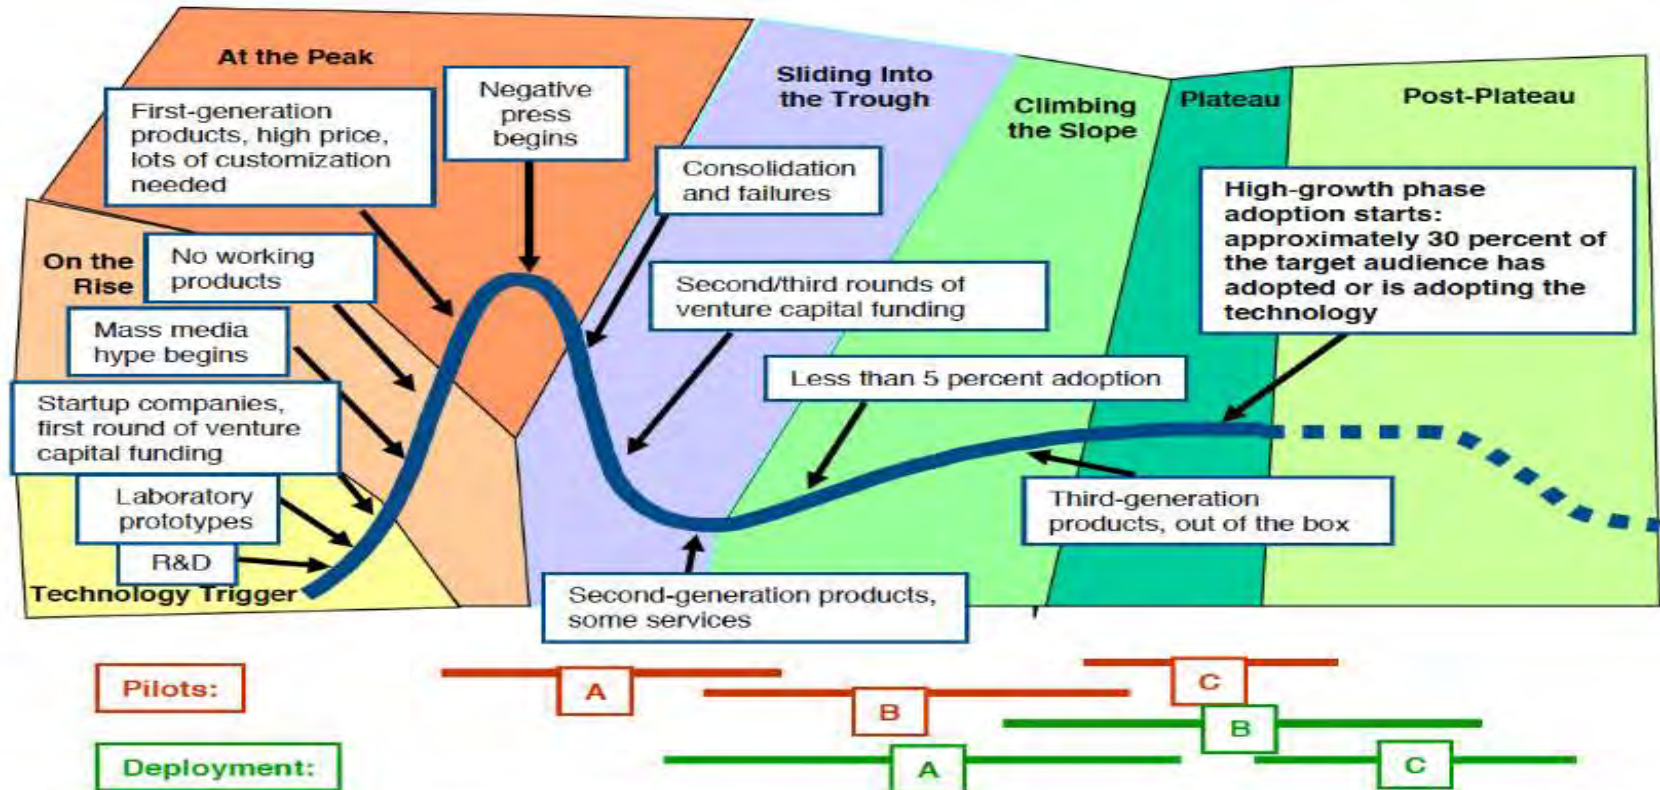 At the Peak
First-generation
products, high price,
lots of customization
needed
Negative
press
begins
Sliding Into
the Trough
Climbing
the Slope
Plateau
Post-Plateau
Consolidation
and failures
High-growth phase
adoption starts:
approximately 30 percent of
the target audience has
adopted or is adopting the
technology
On the
Rise
No working
products
Second/third rounds of
venture capital funding
Mass media
hype begins
Less than 5 percent adoption
Startup companies,
first round of venture
capital funding
Laboratory
prototypes
Third-generation
products, out of the box
R&D
Technology Trigger
Second-generation products,
some services
Pilots:
A
B
C
Deployment:
A
B
C